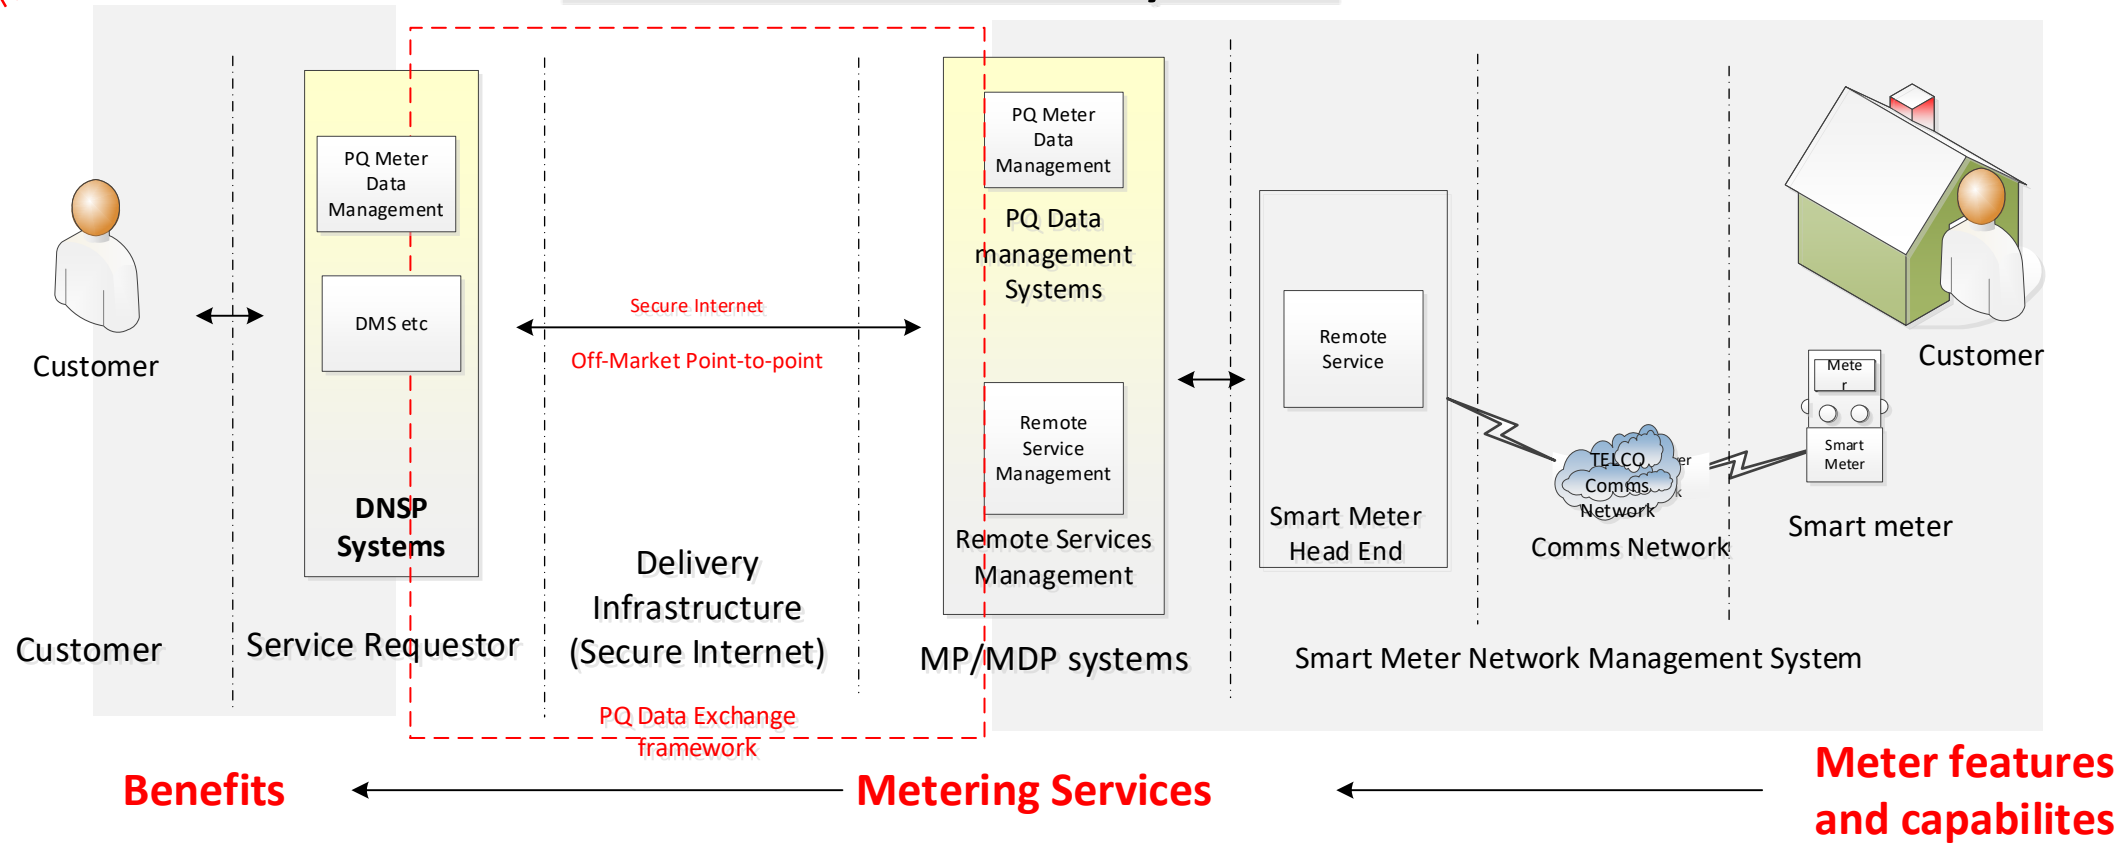 PQ Meter
Data
Management
DMS etc
DNSP
Systems
Customer
Customer
Service Requestor
Secure Internet
Off-Market Point-to-point
Delivery
Infrastructure
(Secure Internet)
PQ Data Exchange
framework
PQ Meter
Data
Management
PQ Data
management
Systems
Remote
Service
Management
Remote Services
Management
MP/MDP systems
Remote
Service
Smart Meter
Head End
TELCO
Comms
Network
Comms Network
Mete
r
Smart
Meter
Smart meter
Customer
Smart Meter Network Management System
Benefits
Metering Services
Meter features
and capabilites